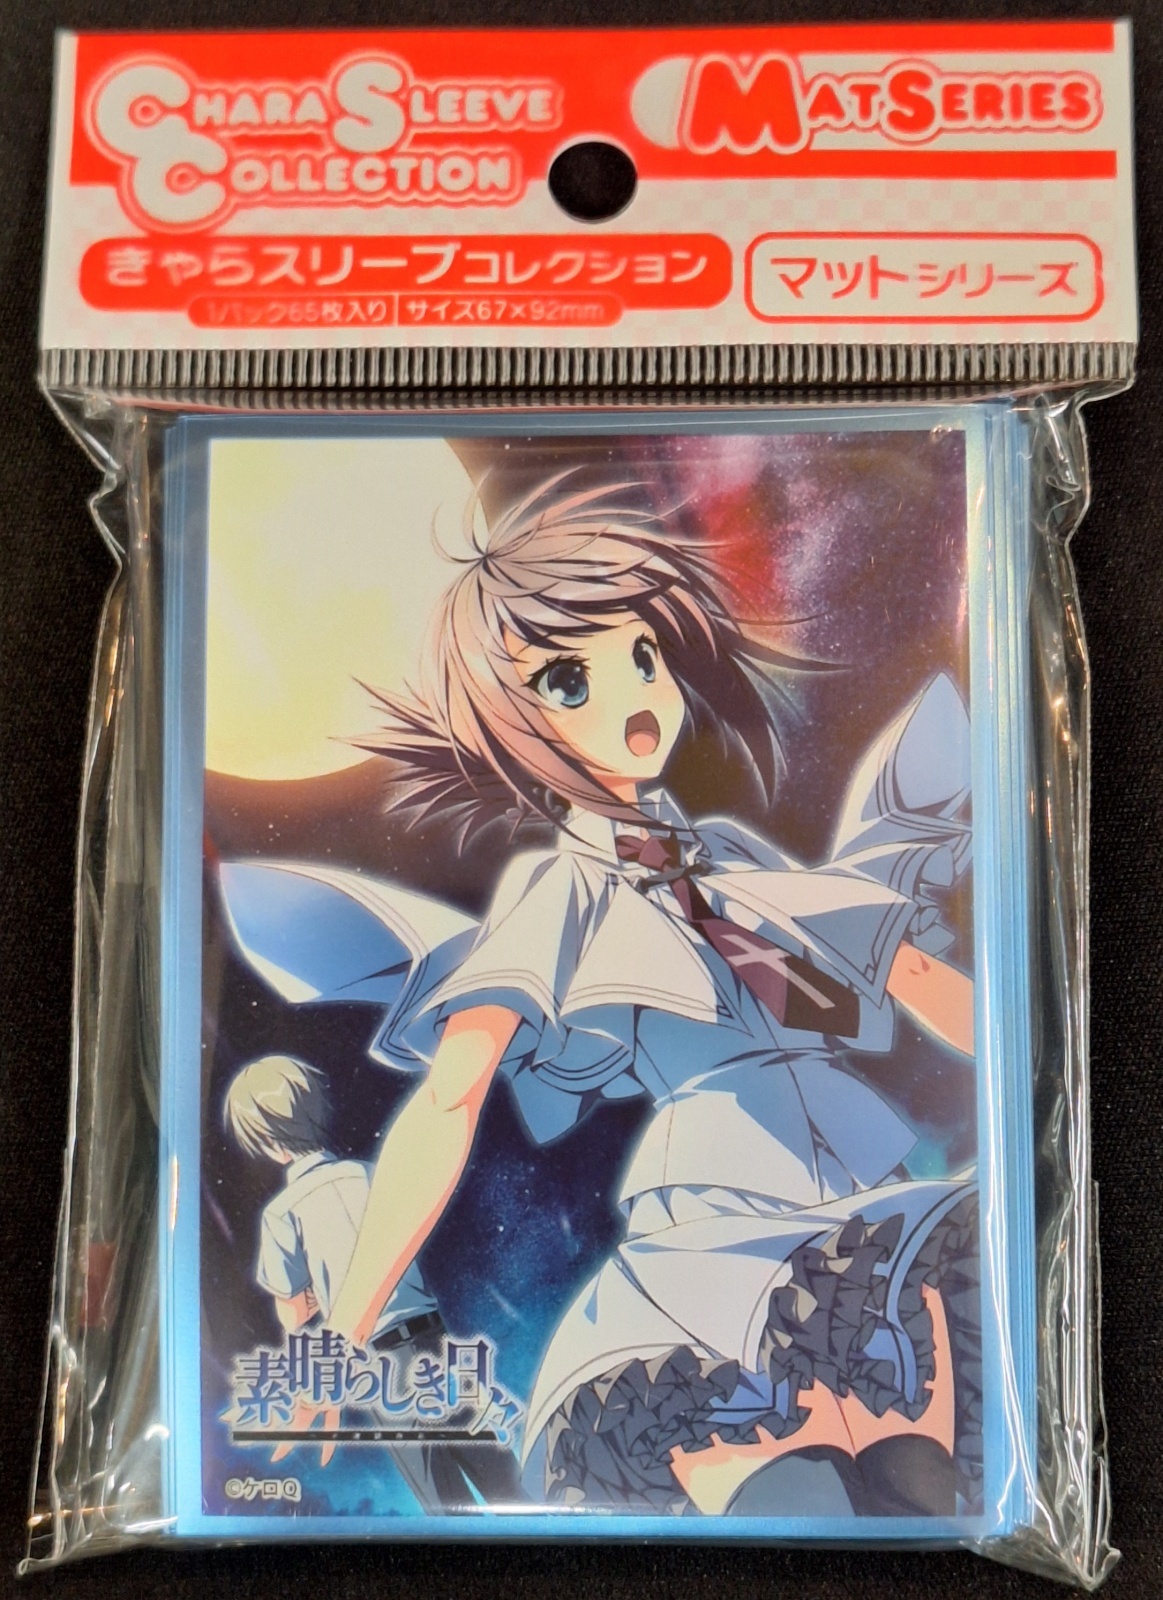 CHARA SLEEVE
COLLECTION
MAT SERIES
きゃらスリーブコレクション
マットシリーズ
1パック65枚入り サイズ67×92mm
素晴らしき日々
©ケロQ